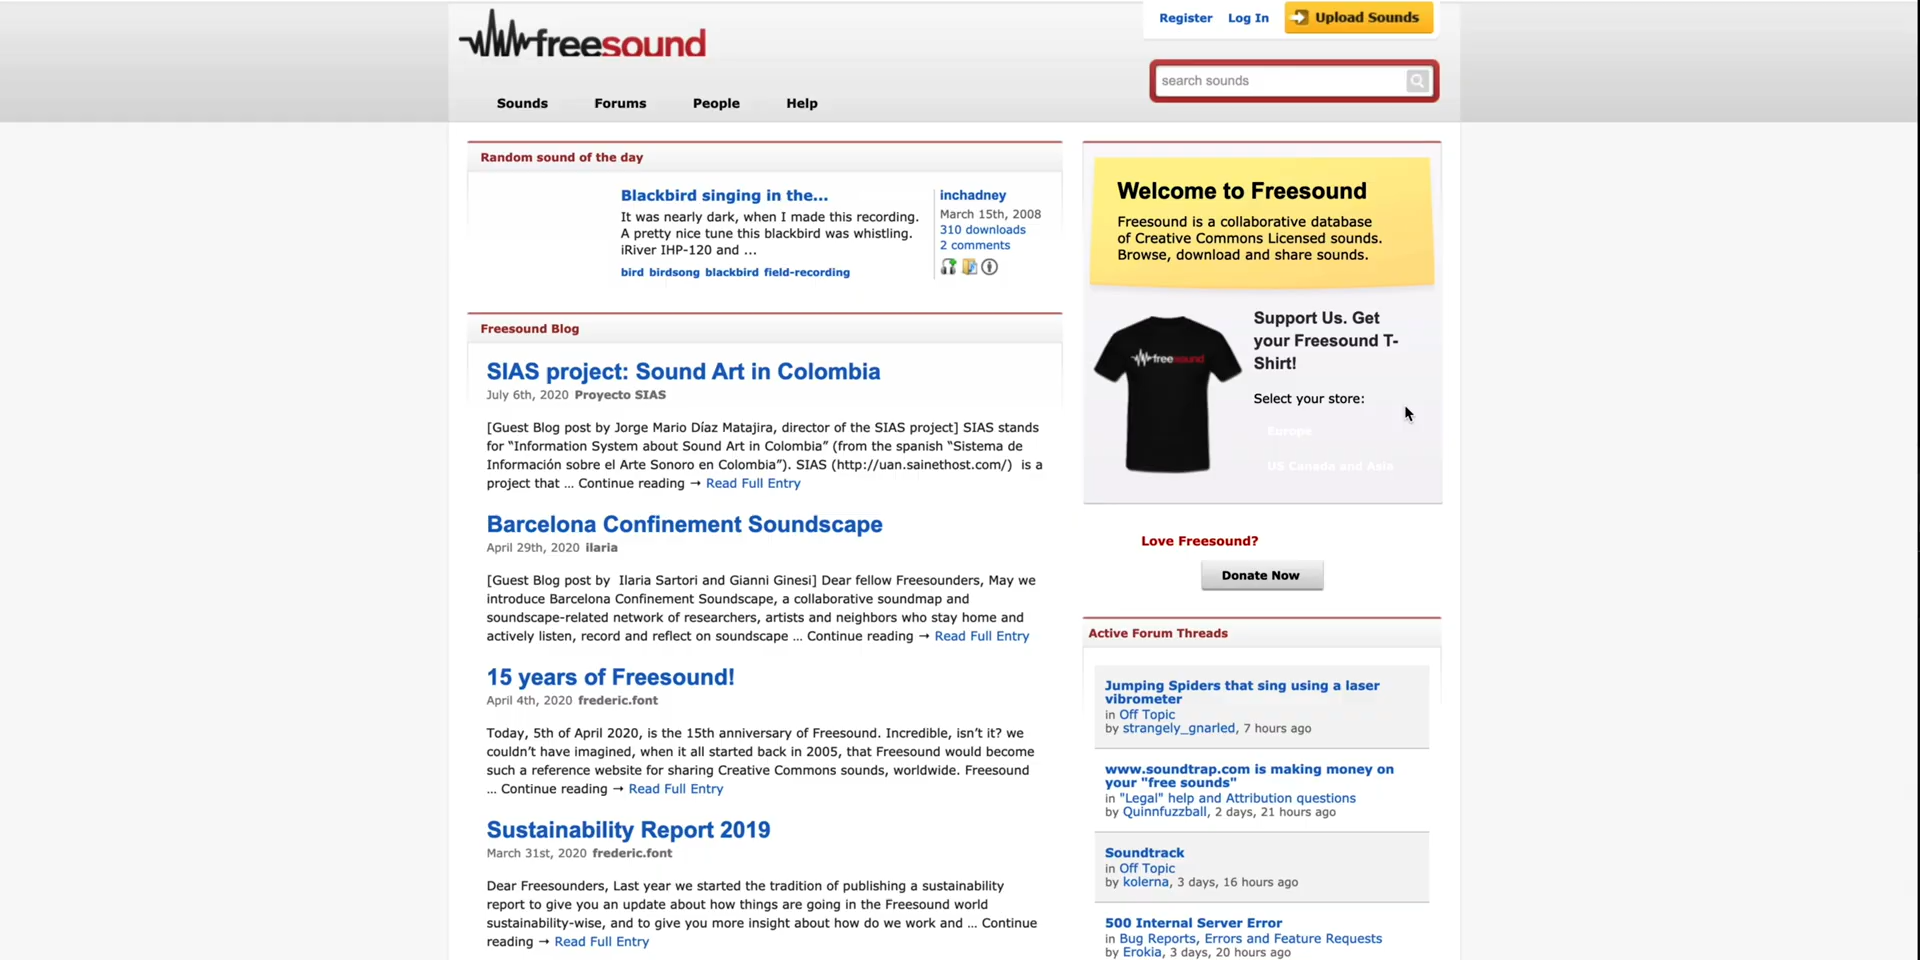 freesound
Register Log In Upload Sounds
search sounds
Sounds Forums People Help
Random sound of the day
Blackbird singing in the...
It was nearly dark, when I made this recording.
A pretty nice tune this blackbird was whistling.
iRiver IHP-120 and ...
bird birdsong blackbird field-recording
inchadney
March 15th, 2008
310 downloads
2 comments
Freesound Blog
SIAS project: Sound Art in Colombia
July 6th, 2020 Proyecto SIAS
[Guest Blog post by Jorge Mario Díaz Matajira, director of the SIAS project] SIAS stands
for “Information System about Sound Art in Colombia” (from the spanish “Sistema de
Información sobre el Arte Sonoro en Colombia”). SIAS (http://uan.sainethost.com/) is a
project that ... Continue reading → Read Full Entry
Barcelona Confinement Soundscape
April 29th, 2020 ilaria
[Guest Blog post by Ilaria Sartori and Gianni Ginesi] Dear fellow Freesounders, May we
introduce Barcelona Confinement Soundscape, a collaborative soundmap and
soundscape-related network of researchers, artists and neighbors who stay home and
actively listen, record and reflect on soundscape ... Continue reading → Read Full Entry
15 years of Freesound!
April 4th, 2020 frederic.font
Today, 5th of April 2020, is the 15th anniversary of Freesound. Incredible, isn’t it? we
couldn’t have imagined, when it all started back in 2005, that Freesound would become
such a reference website for sharing Creative Commons sounds, worldwide. Freesound
... Continue reading → Read Full Entry
Sustainability Report 2019
March 31st, 2020 frederic.font
Dear Freesounders, Last year we started the tradition of publishing a sustainability
report to give you an update about how things are going in the Freesound world
sustainability-wise, and to give you more insight about how do we work and ... Continue
reading → Read Full Entry
Welcome to Freesound
Freesound is a collaborative database
of Creative Commons Licensed sounds.
Browse, download and share sounds.
freesound
Support Us. Get
your Freesound T-
Shirt!
Select your store:
Europe
US Canada and Asia
Love Freesound?
Donate Now
Active Forum Threads
Jumping Spiders that sing using a laser
vibrometer
in Off Topic
by strangely_gnarled, 7 hours ago
www.soundtrap.com is making money on
your "free sounds"
in "Legal" help and Attribution questions
by Quinnfuzzball, 2 days, 21 hours ago
Soundtrack
in Off Topic
by kolerna, 3 days, 16 hours ago
500 Internal Server Error
in Bug Reports, Errors and Feature Requests
by Erokia, 3 days, 20 hours ago